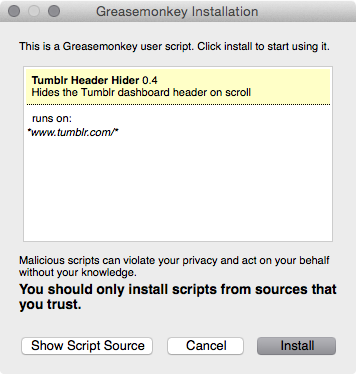 Greasemonkey Installation
This is a Greasemonkey user script. Click install to start using it.
Tumblr Header Hider 0.4
Hides the Tumblr dashboard header on scroll
runs on:
*www.tumblr.com/*
Malicious scripts can violate your privacy and act on your behalf
without your knowledge.
You should only install scripts from sources that
you trust.
Show Script Source Cancel Install